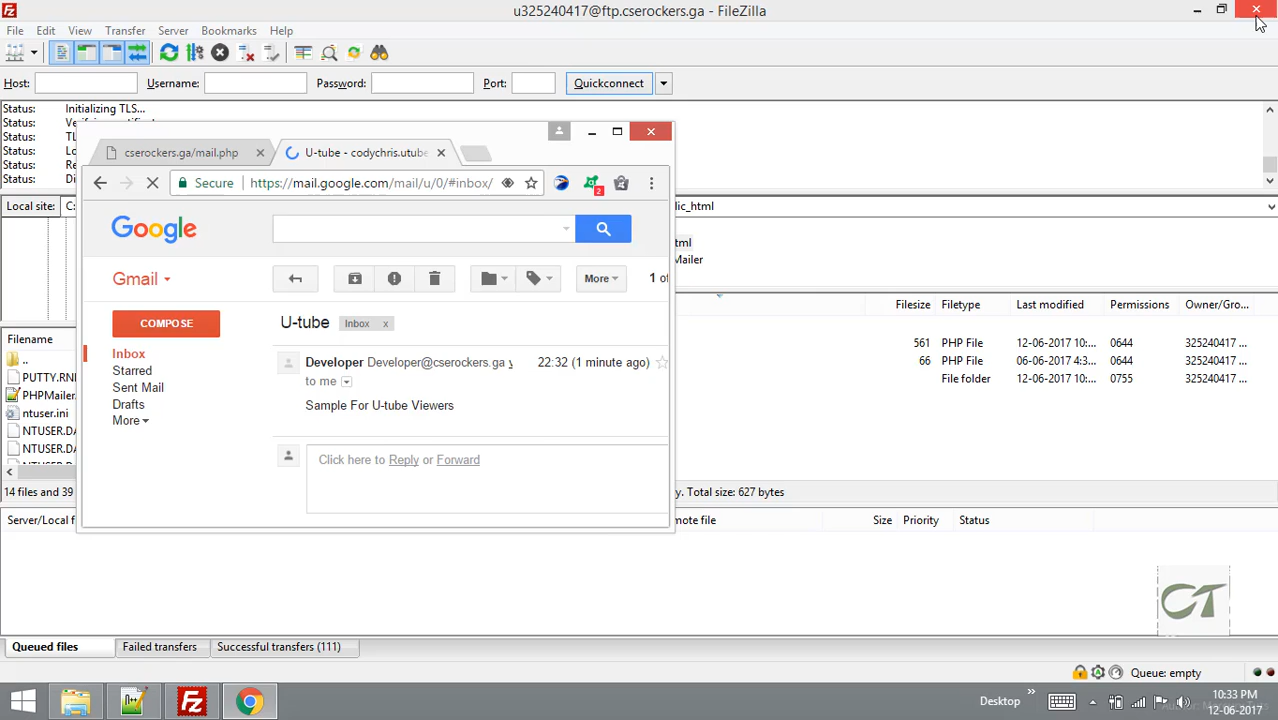 u325240417@ftp.cserockers.ga - FileZilla
File Edit View Transfer Server Bookmarks Help
Host: Username: Password: Port: Quickconnect
Status: Initializing TLS...
Status:
Status:
Status:
Status:
Status:
cserockers.ga/mail.php
U-tube - codychris.utube
Secure https://mail.google.com/mail/u/0/#inbox/
2
Local site:
Google
Gmail
More
COMPOSE
U-tube Inbox x
Inbox
Developer Developer@cserockers.ga 22:32 (1 minute ago)
Starred
to me
Sent Mail
Drafts
Sample For U-tube Viewers
More
Click here to Reply or Forward
Filesize Filetype Last modified Permissions Owner/Gro...
561 PHP File 12-06-2017 10:... 0644 325240417 ...
66 PHP File 06-06-2017 4:3... 0644 325240417 ...
File folder 12-06-2017 10:... 0755 325240417 ...
Filename
..
PUTTY.RN
PHPMailer
ntuser.ini
NTUSER.DA
NTUSER.DA
14 files and 39
Total size: 627 bytes
Size Priority Status
Queued files Failed transfers Successful transfers (111)
CT
Queue: empty
Desktop
10:33 PM
12-06-2017